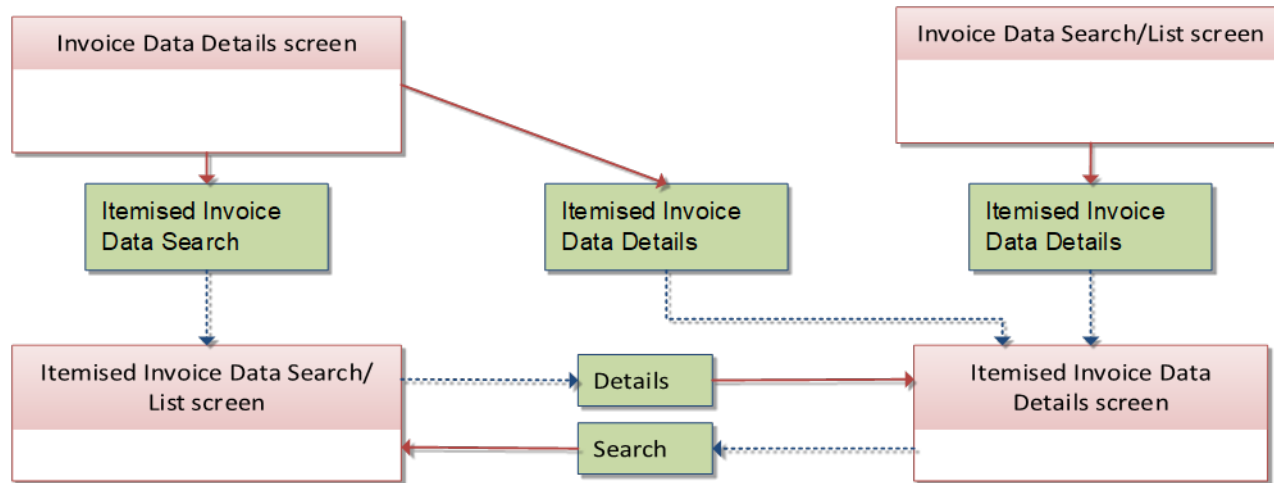 Invoice Data Details screen
Invoice Data Search/List screen
Itemised Invoice
Data Search
Itemised Invoice
Data Details
Itemised Invoice
Data Details
Itemised Invoice Data Search/
List screen
Details
Search
Itemised Invoice Data
Details screen